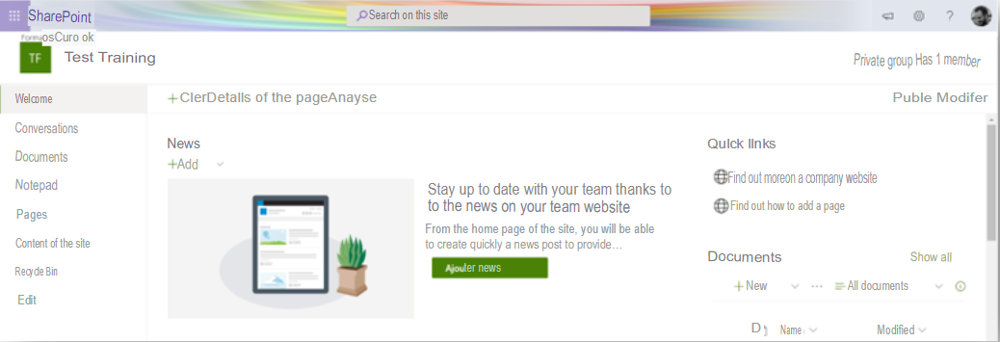 SharePoint
Search on this site
?
osCuro ok
TF
Test Training
Private group Has 1 member
Welcome
+ClerDetails of the pageAnayse
Puble Modifer
Conversations
Documents
Notepad
Pages
Content of the site
Recycle Bin
Edit
News
+Add
Stay up to date with your team thanks to
to the news on your team website
From the home page of the site, you will be able
to create quickly a news post to provide...
Ajouter news
Quick links
Find out moreon a company website
Find out how to add a page
Documents
Show all
+New
...
All documents
D
Name
Modified